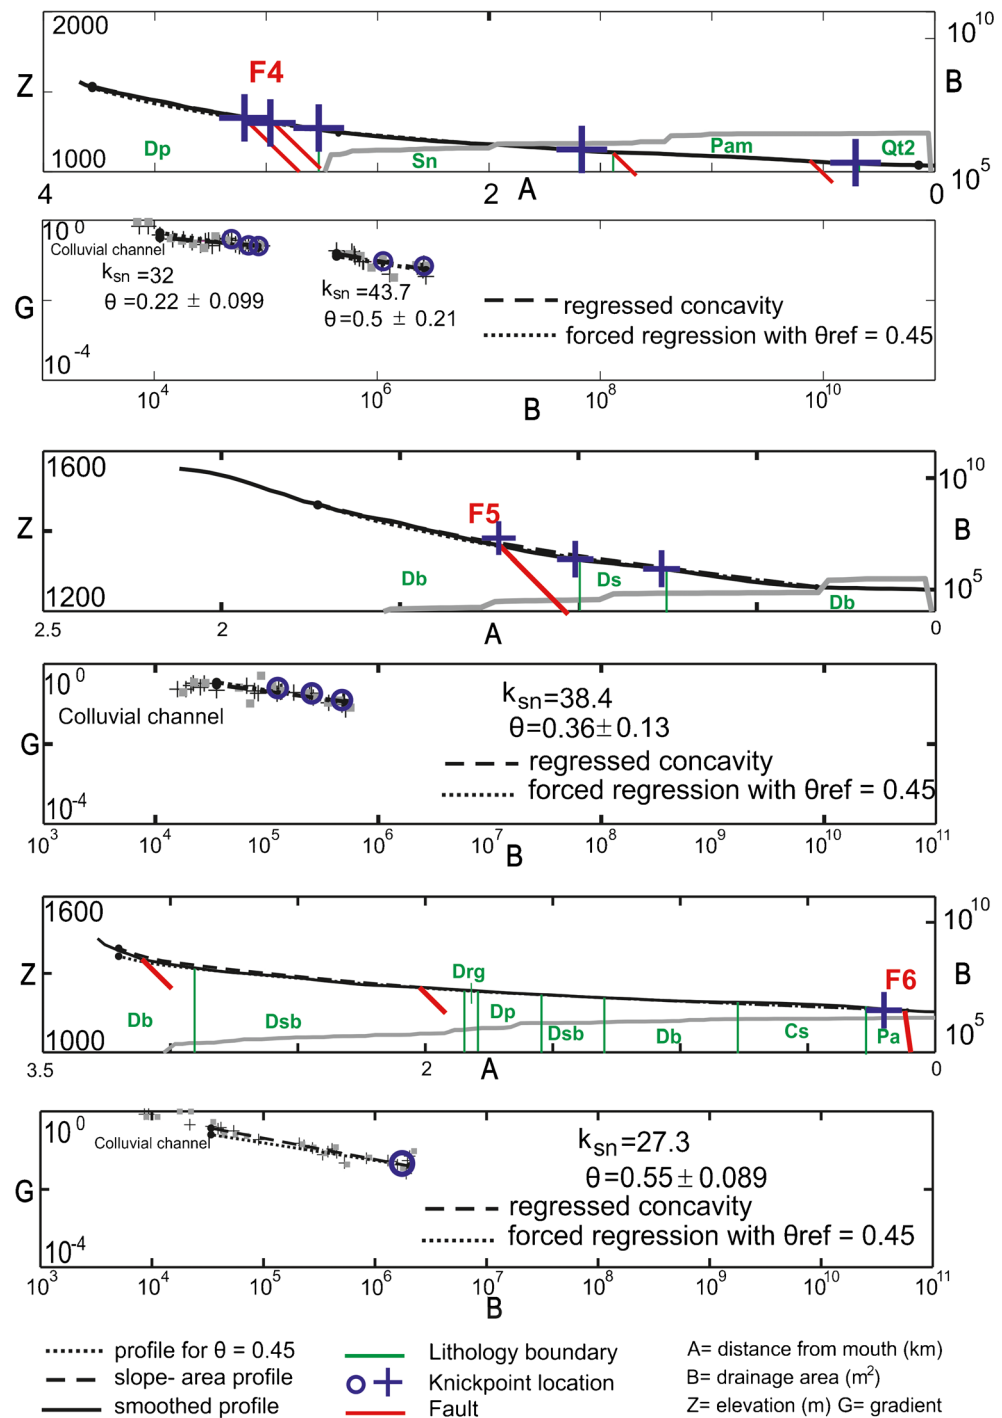 2000
10^10
Z
F4
B
Dp
Sn
Pam
Qt2
1000
10^5
4
2
A
0
10^0
Colluvial channel
k_sn =32
θ =0.22 ± 0.099
k_sn =43.7
θ =0.5 ± 0.21
G
regressed concavity
forced regression with θref = 0.45
10^-4
10^4
10^6
10^8
10^10
B
1600
10^10
Z
F5
B
Db
Ds
10^5
1200
Db
2.5
2
A
0
10^0
Colluvial channel
k_sn=38.4
θ=0.36±0.13
G
regressed concavity
forced regression with θref = 0.45
10^-4
10^3
10^4
10^5
10^6
10^7
10^8
10^9
10^10
10^11
B
1600
10^10
Z
Drg
F6
B
Db
Dsb
Dp
Dsb
Db
Cs
Pa
10^5
1000
3.5
2
A
0
10^0
Colluvial channel
k_sn=27.3
θ=0.55±0.089
G
regressed concavity
forced regression with θref = 0.45
10^-4
10^3
10^4
10^5
10^6
10^7
10^8
10^9
10^10
10^11
B
profile for θ = 0.45
slope- area profile
smoothed profile
Lithology boundary
Knickpoint location
Fault
A= distance from mouth (km)
B= drainage area (m²)
Z= elevation (m) G= gradient